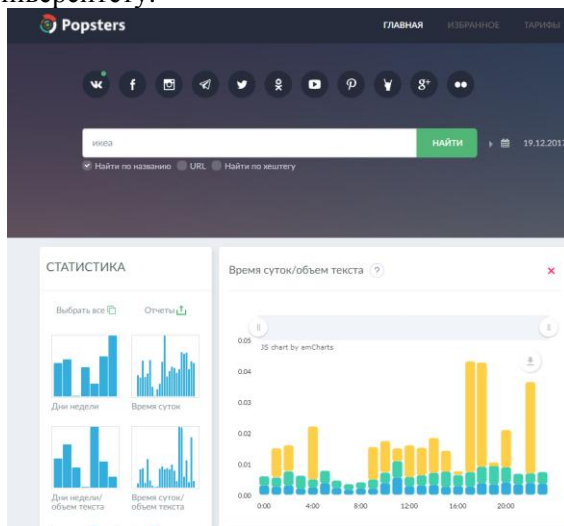 нверситету.
Popsters
ГЛАВНАЯ ИЗБРАННОЕ ТАРИФЫ
икеа
НАЙТИ
19.12.2017
Найти по названию URL Найти по хештегу
СТАТИСТИКА
Выбрать все Отчеты
Дни недели Время суток
Дни недели/ Время суток/
объем текста объем текста
Время суток/объем текста ?
JS chart by amCharts
0.05
0.04
0.03
0.02
0.01
0.00
0:00 4:00 8:00 12:00 16:00 20:00